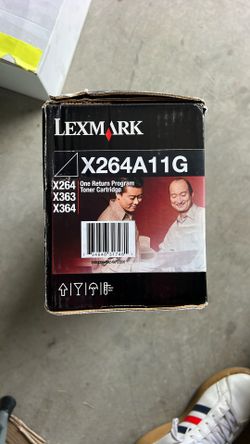 LEXMARK
X264A11G
X264
X363
X364
One Return Program
Toner Cartridge